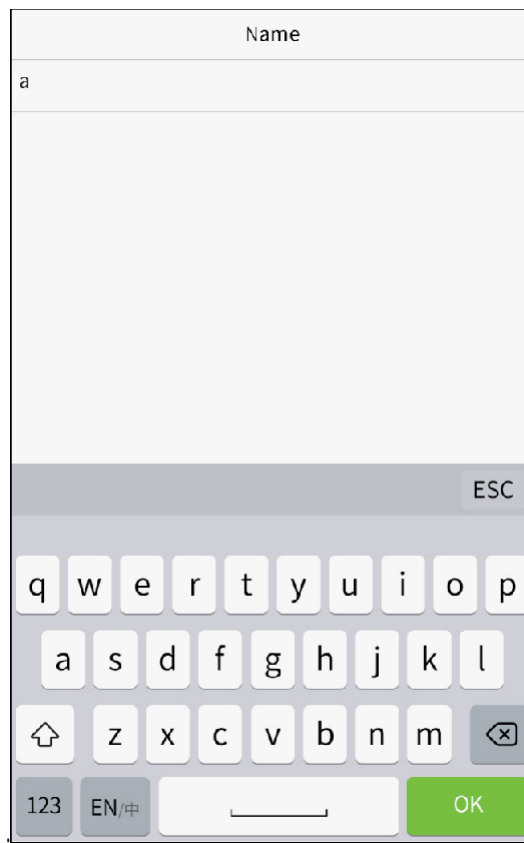 Name
a
ESC
q w e r t y u i o p
a s d f g h j k l
z x c v b n m
123 EN/中 OK